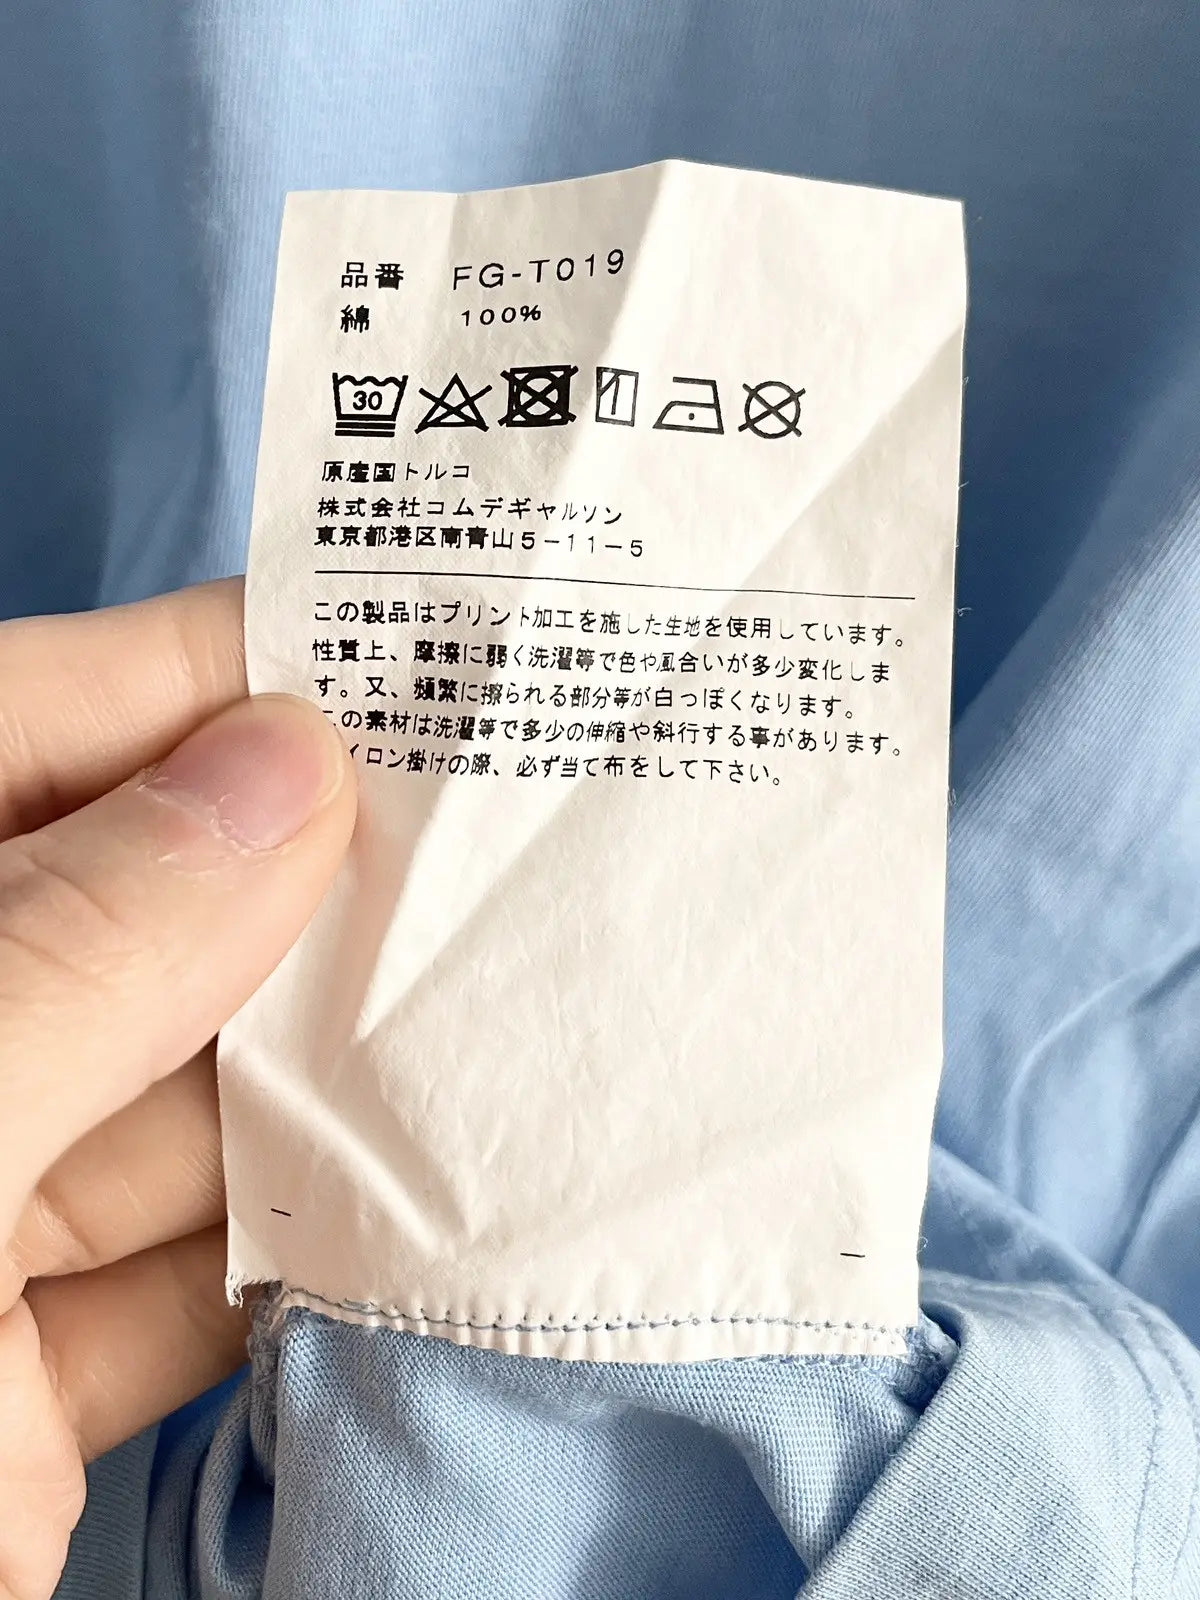 品番 FG-T019
綿 100%
30
原産国トルコ
株式会社コムデギャルソン
東京都港区南青山5-11-5
この製品はプリント加工を施した生地を使用しています。
性質上、摩擦に弱く洗濯等で色や風合いが多少変化しま
す。又、頻繁に擦られる部分等が白っぽくなります。
この素材は洗濯等で多少の伸縮や斜行する事があります。
イロン掛けの際、必ず当て布をして下さい。